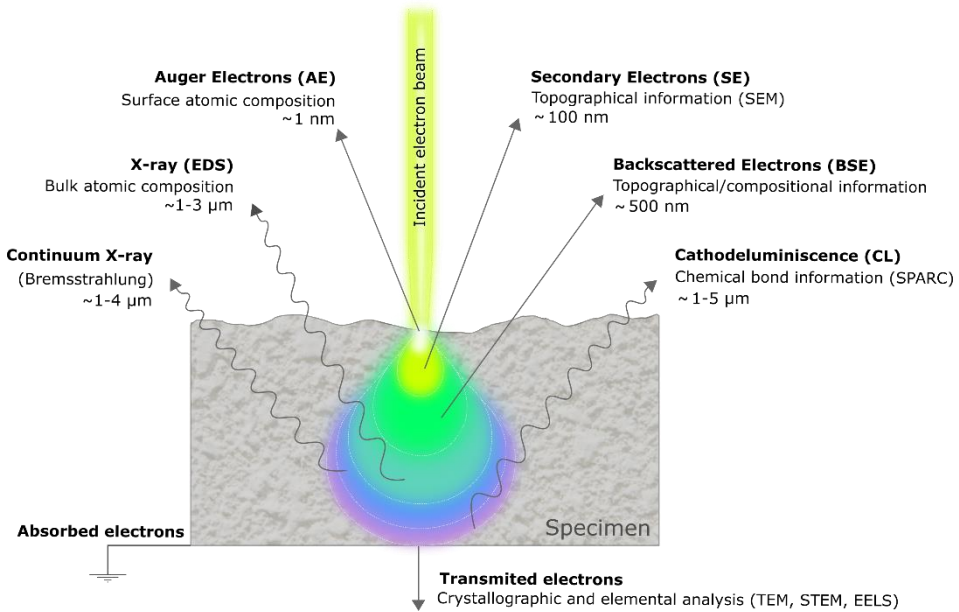 Incident electron beam
Auger Electrons (AE)
Surface atomic composition
~1 nm
Secondary Electrons (SE)
Topographical information (SEM)
~100 nm
X-ray (EDS)
Bulk atomic composition
~1-3 µm
Backscattered Electrons (BSE)
Topographical/compositional information
~500 nm
Continuum X-ray
(Bremsstrahlung)
~1-4 µm
Cathodeluminiscence (CL)
Chemical bond information (SPARC)
~1-5 µm
Specimen
Absorbed electrons
Transmited electrons
Crystallographic and elemental analysis (TEM, STEM, EELS)